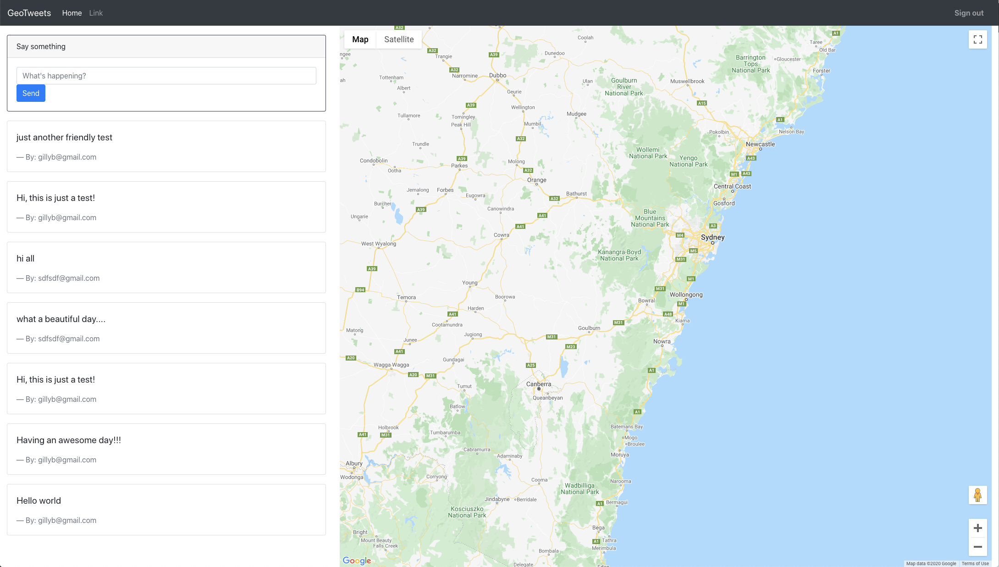 GeoTweets Home Link Sign out
Say something
What's happening?
Send
just another friendly test
— By: gillyb@gmail.com
Hi, this is just a test!
— By: gillyb@gmail.com
hi all
— By: sdfsdf@gmail.com
what a beautiful day....
— By: sdfsdf@gmail.com
Hi, this is just a test!
— By: gillyb@gmail.com
Having an awesome day!!!
— By: gillyb@gmail.com
Hello world
— By: gillyb@gmail.com
Map Satellite
A32
Coolah
A1
Taree
Old Bar
ngee
A32
Trangie
A39
Dunedoo
Barrington
Tops
National Park
Gloucester
A32
Narromine
Dubbo
Forster
Tottenham
ah
Albert
Ulan
Goulburn
River
National Park
Muswellbrook
Geurie
A39
Wellington
A15
Tullamore
Tomingley
Peak Hill
Mumbil
Mudgee
A1
Pokolbin
Nelson Bay
A32
Trundle
Newcastle
Wollemi
National Park
Yengo
National Park
A43
Condobolin
Ootha
A39
Parkes
Molong
A32
M1
A43
Orange
Central Coast
Jemalong
Forbes
Eugowra
Bathurst
A32
Gosford
Burcher
A39
Canowindra
Ungarie
A41
Blue
Mountains
National Park
A41
A3
Cowra
M4
Sydney
West Wyalong
Kanangra-Boyd
National Park
M5
M31
A39
M1
Young
B94
M31
Temora
Boorowa
Wollongong
Bowral
M1
Harden
A41
A48
Cootamundra
M31
Kiama
Matong
Jugiong
Goulburn
Junee
M31
Nowra
M23
A41
A20
Gundagai
Wagga Wagga
A25
A1
A20
M31
Tumut
Canberra
Queanbeyan
Batlow
A1
Holbrook
A41
M31
Tumbarumba
Batemans Bay
Mogo
Broulee
Cabramurra
Adaminaby
Moruya
Albury
Wodonga
Corryong
Cooma
Narooma
Wadbilliga
National Park
Jindabyne
Berridale
A1
Bermagui
Kosciuszko
National Park
Bega
Bright
Mount Beauty
Falls Creek
A1
Tathra
Merimbula
Bombala
Google
Delegate
Eden
Map data ©2020 Google Terms of Use